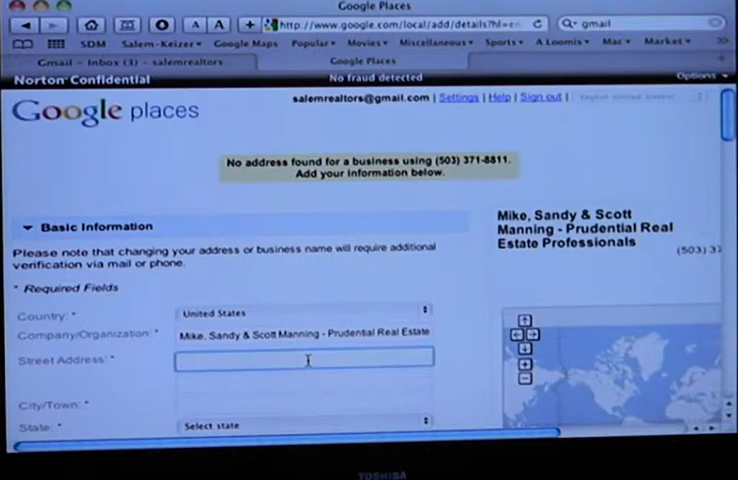 Google Places
A A http://www.google.com/local/add/details?hl=en gmail
SDM Salem-Keizer Google Maps Popular Movies Miscellaneous Sports A Loomis Mac Market
Gmail - Inbox (3) - salemrealtors Google Places
Norton Confidential No fraud detected Options
Google places
salemrealtors@gmail.com | Settings | Help | Sign out |
No address found for a business using (503) 371-8811.
Add your information below.
Basic Information
Please note that changing your address or business name will require additional
verification via mail or phone.
* Required Fields
Country: * United States
Company/Organization: * Mike, Sandy & Scott Manning - Prudential Real Estate
Street Address: *
City/Town: *
State: * Select state
Mike, Sandy & Scott
Manning - Prudential Real
Estate Professionals
(503) 37
TOSHIBA